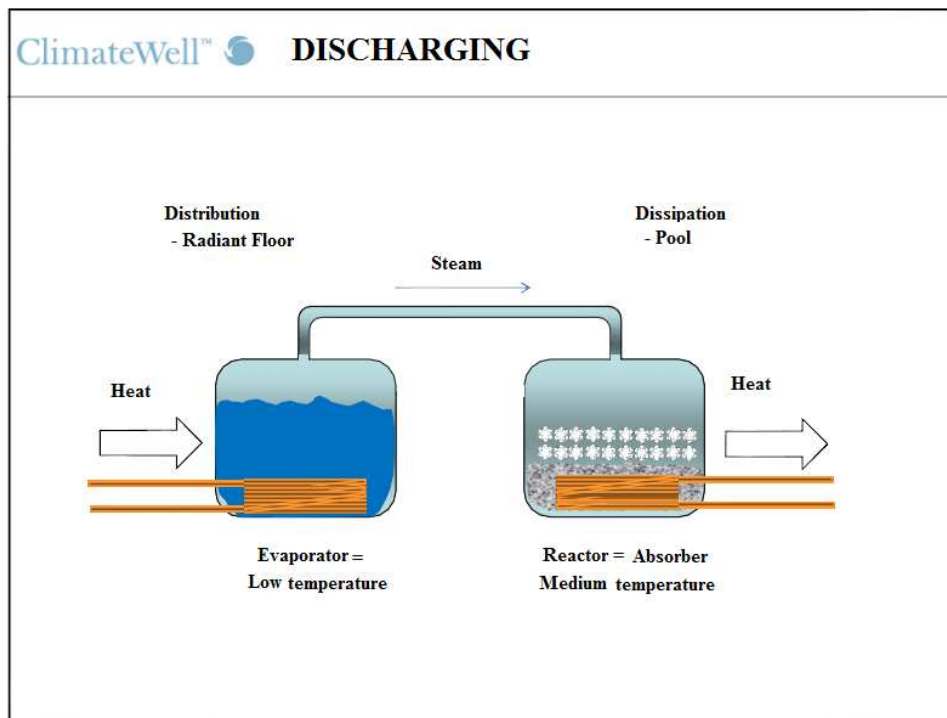 ClimateWell™ DISCHARGING
Distribution
- Radiant Floor
Dissipation
- Pool
Steam
Heat
Heat
Evaporator =
Low temperature
Reactor = Absorber
Medium temperature